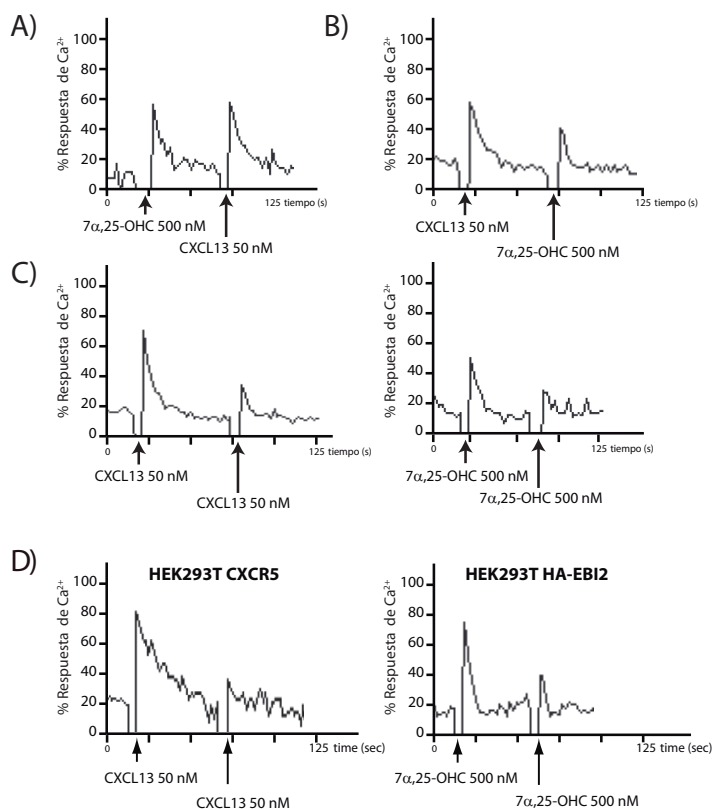 A)
% Respuesta de Ca²⁺
100
80
60
40
20
0
0
125 tiempo (s)
7α,25-OHC 500 nM
CXCL13 50 nM
B)
% Respuesta de Ca²⁺
100
80
60
40
20
0
0
125 tiempo (s)
CXCL13 50 nM
7α,25-OHC 500 nM
C)
% Respuesta de Ca²⁺
100
80
60
40
20
0
0
125 tiempo (s)
CXCL13 50 nM
CXCL13 50 nM
% Respuesta de Ca²⁺
100
80
60
40
20
0
0
125 tiempo (s)
7α,25-OHC 500 nM
7α,25-OHC 500 nM
D)
HEK293T CXCR5
% Respuesta de Ca²⁺
100
80
60
40
20
0
0
125 time (sec)
CXCL13 50 nM
CXCL13 50 nM
HEK293T HA-EBI2
% Respuesta de Ca²⁺
100
80
60
40
20
0
0
125 time (sec)
7α,25-OHC 500 nM
7α,25-OHC 500 nM